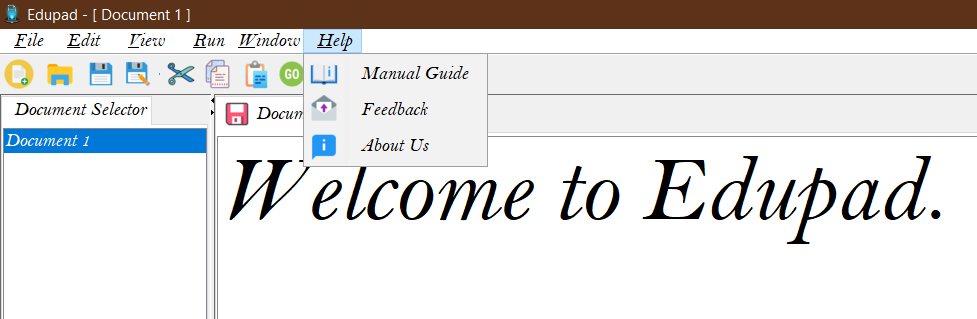 Edupad - [ Document 1 ]
File Edit View Run Window Help
GO
Manual Guide
Feedback
About Us
Document Selector
Docum
Document 1
Welcome to Edupad.